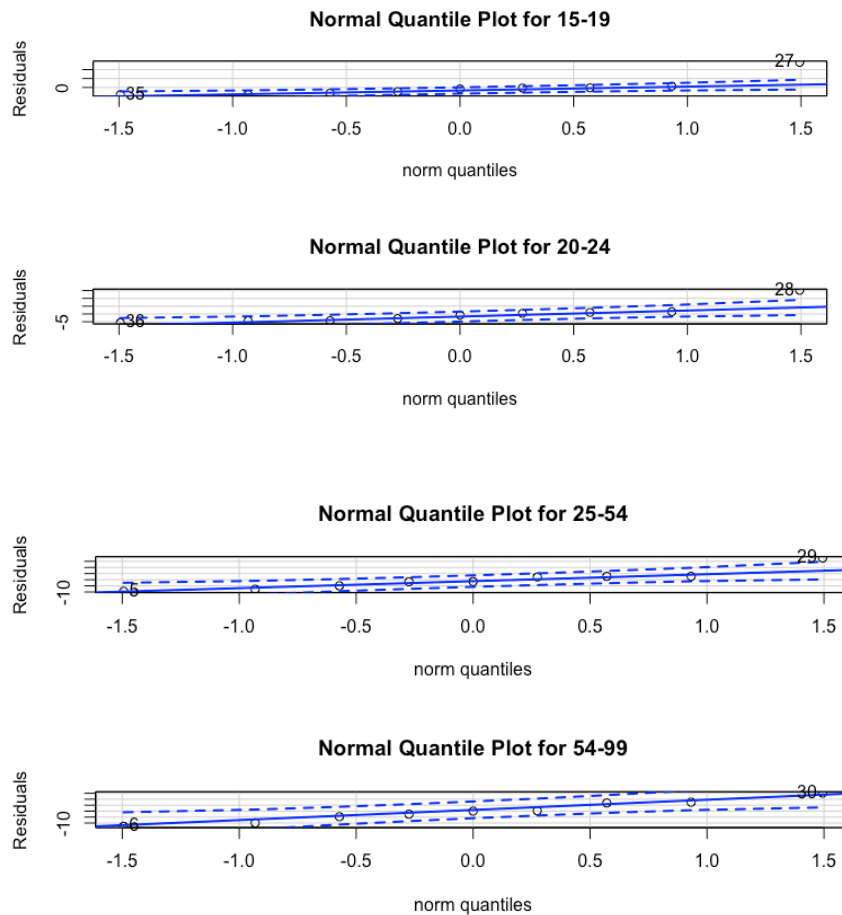 Normal Quantile Plot for 15-19
Residuals
0
27
35
-1.5 -1.0 -0.5 0.0 0.5 1.0 1.5
norm quantiles
Normal Quantile Plot for 20-24
Residuals
-5
28
36
-1.5 -1.0 -0.5 0.0 0.5 1.0 1.5
norm quantiles
Normal Quantile Plot for 25-54
Residuals
-10
29
5
-1.5 -1.0 -0.5 0.0 0.5 1.0 1.5
norm quantiles
Normal Quantile Plot for 54-99
Residuals
-10
30
6
-1.5 -1.0 -0.5 0.0 0.5 1.0 1.5
norm quantiles